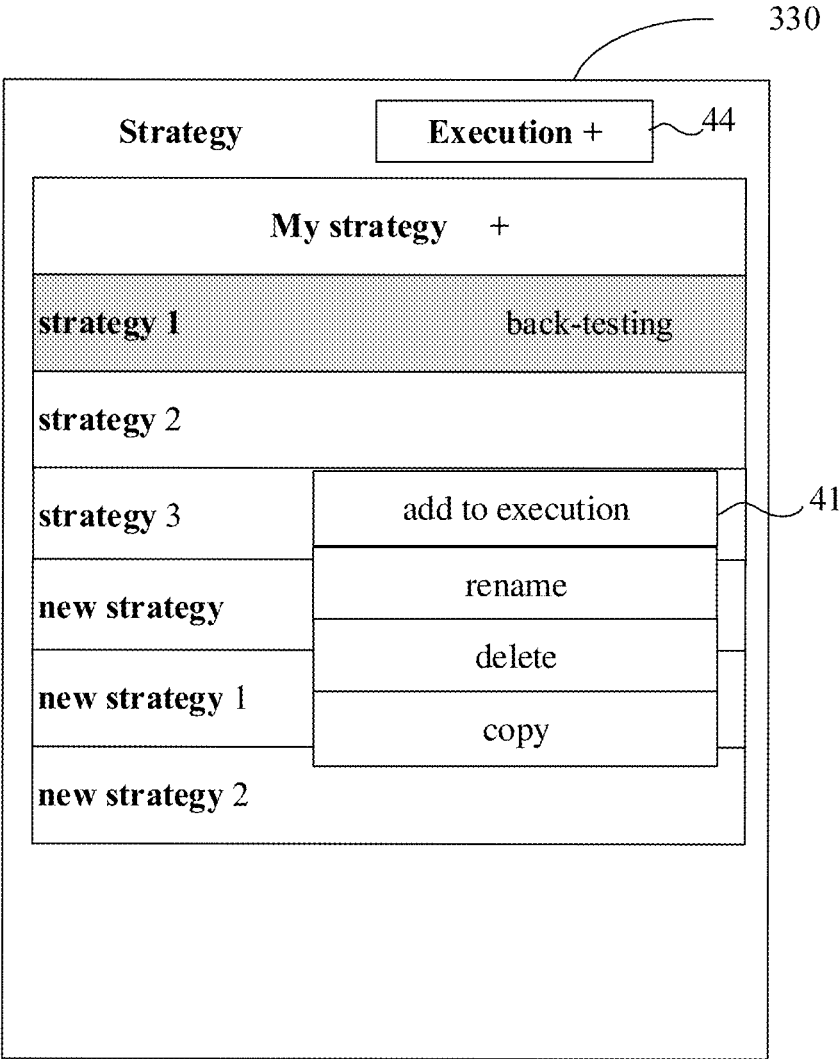 330
Strategy Execution + 44
My strategy +
strategy 1 back-testing
strategy 2
strategy 3 add to execution 41
new strategy rename
delete
new strategy 1
copy
new strategy 2